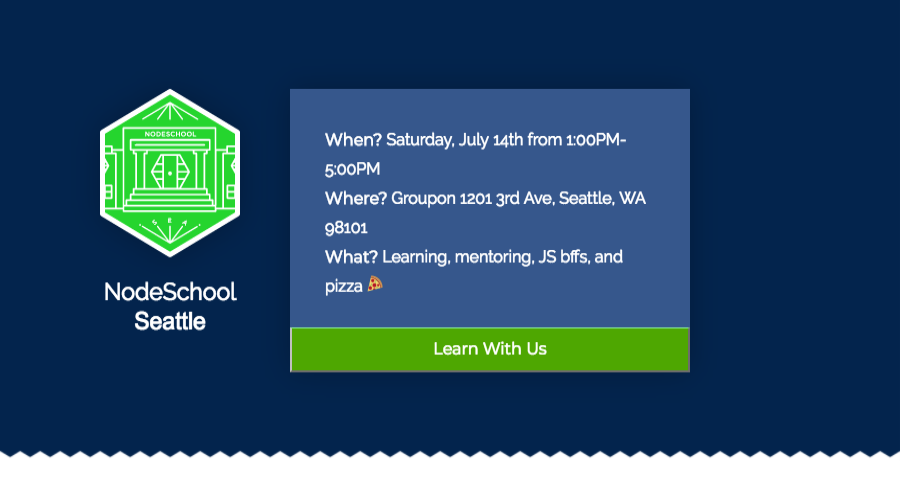 NODESCHOOL
SEA
NodeSchool
Seattle
When? Saturday, July 14th from 1:00PM-
5:00PM
Where? Groupon 1201 3rd Ave, Seattle, WA
98101
What? Learning, mentoring, JS bffs, and
pizza 🍕
Learn With Us